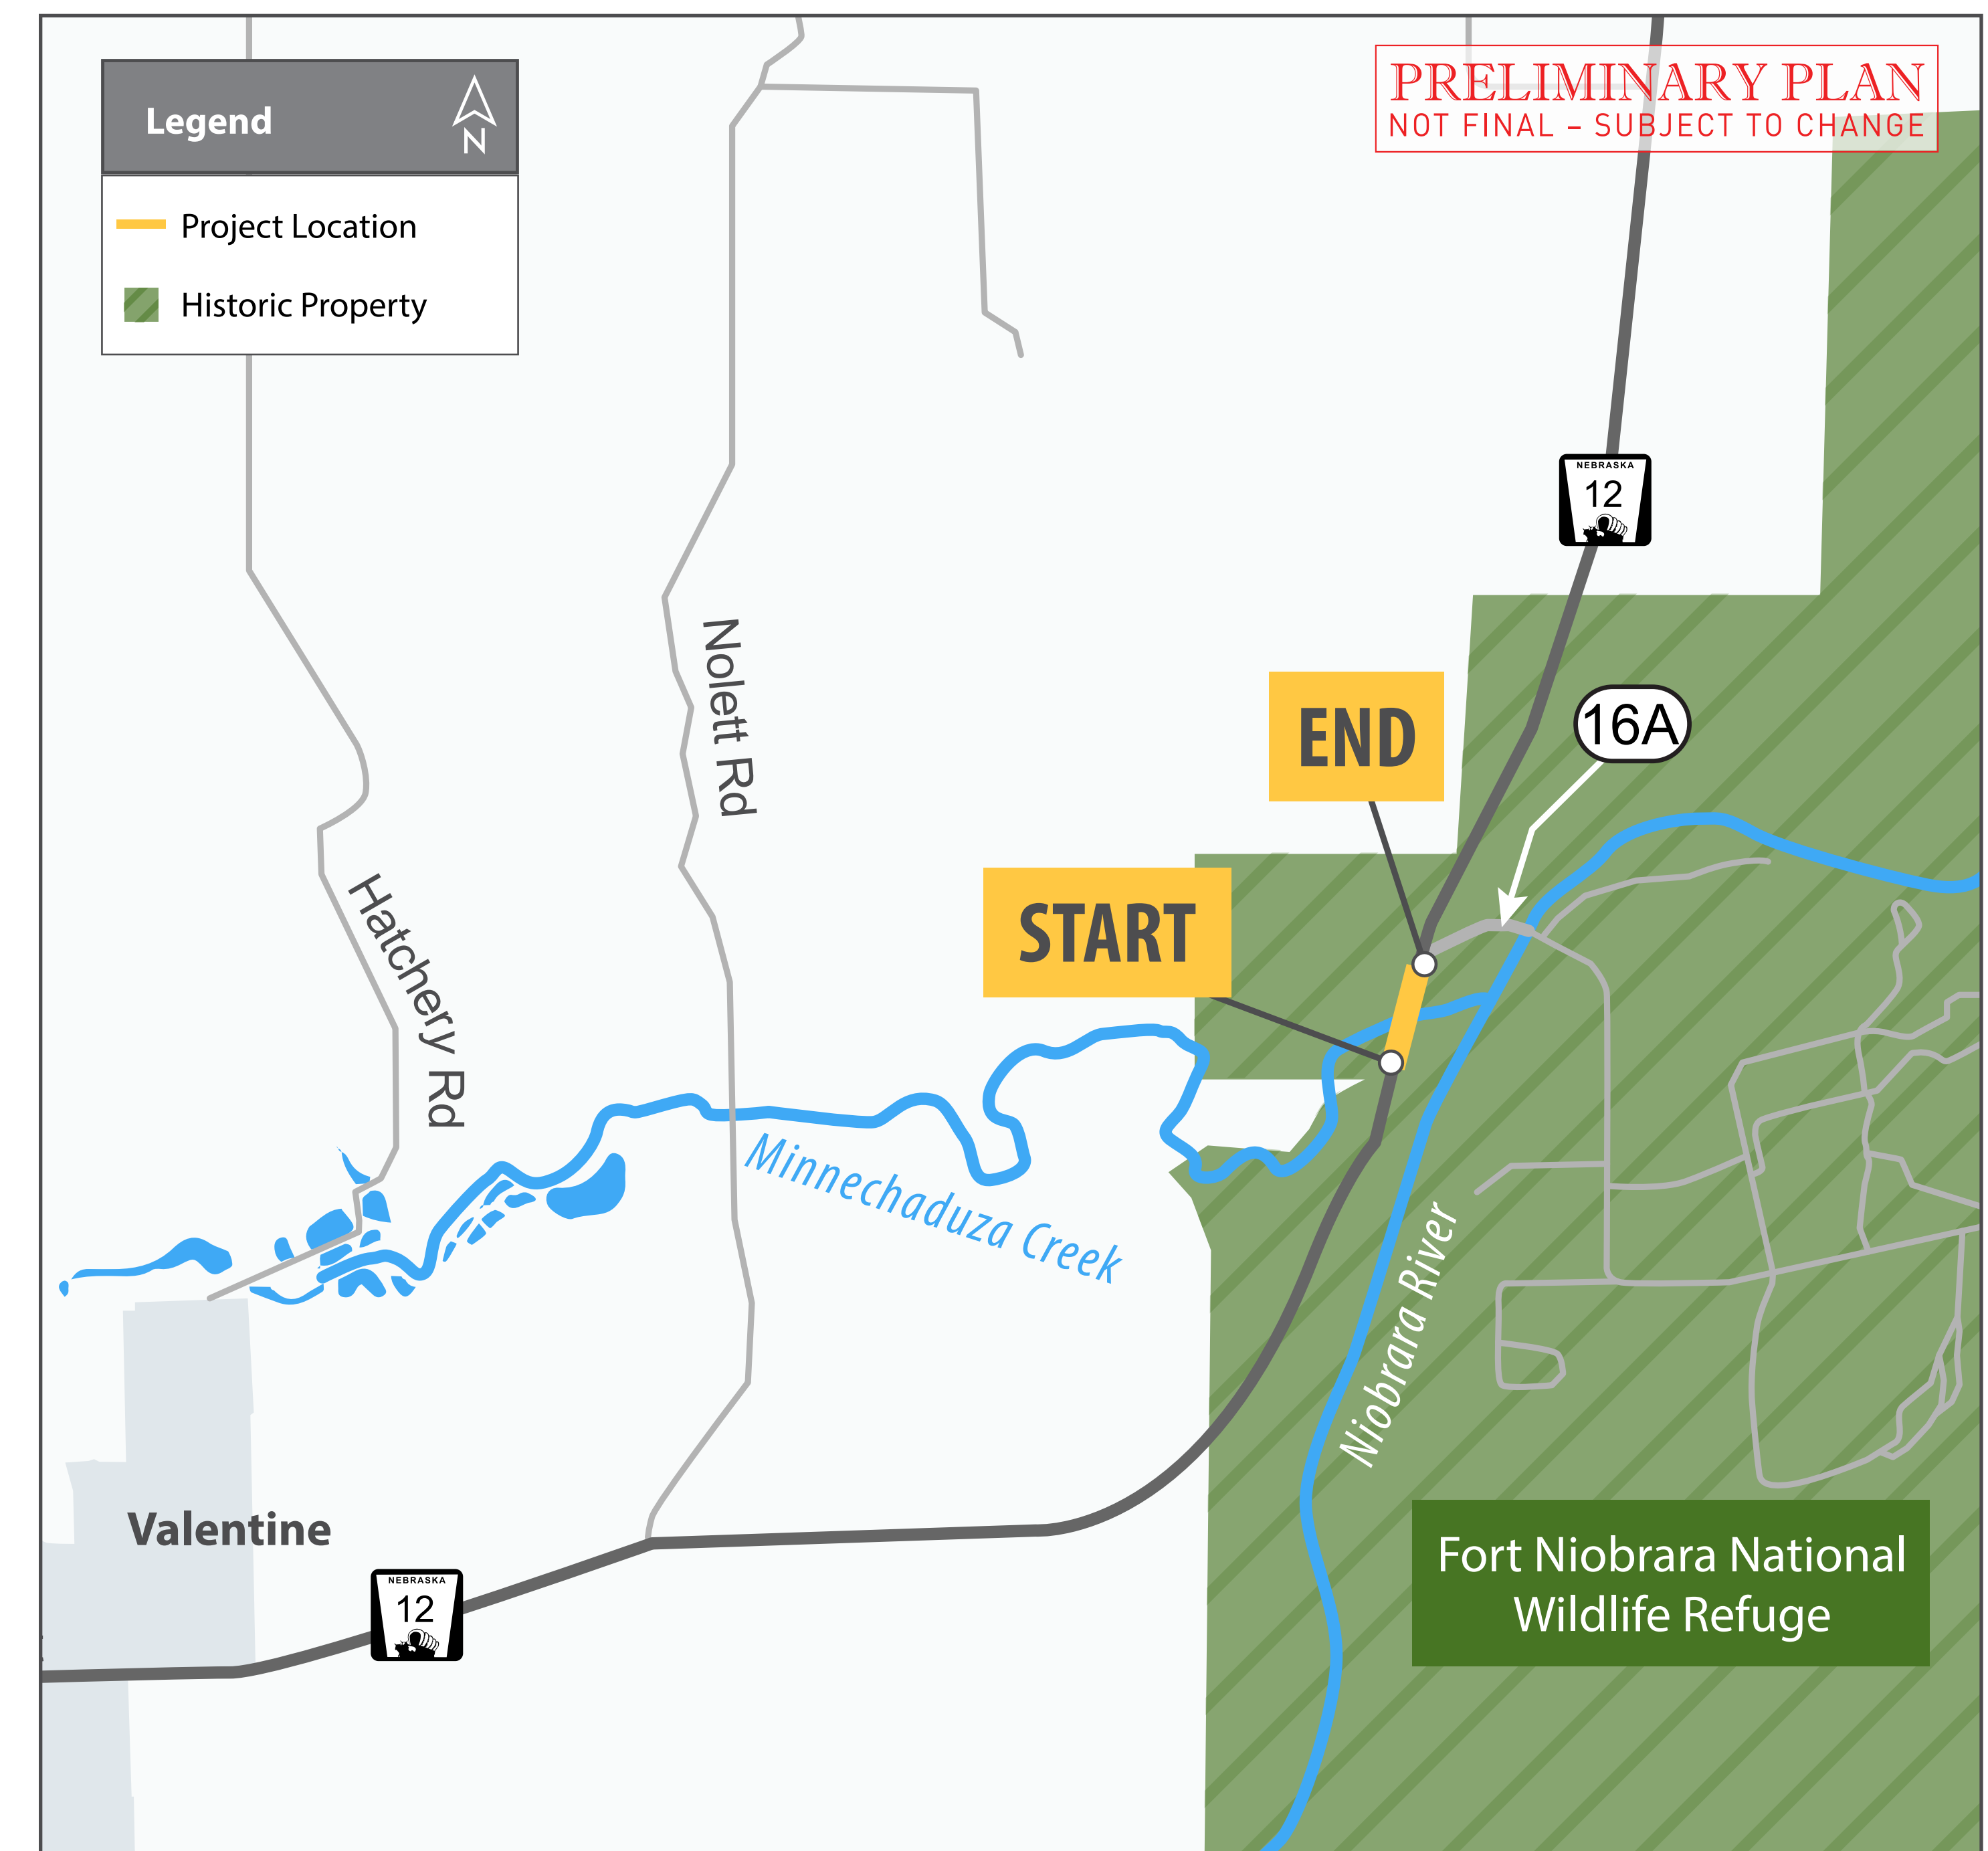 Legend
N
Project Location
Historic Property
PRELIMINARY PLAN
NOT FINAL – SUBJECT TO CHANGE
NEBRASKA
12
Nolett Rd
END
16A
START
Hatchery Rd
Minnechaduza Creek
Niobrara River
Valentine
NEBRASKA
12
Fort Niobrara National
Wildlife Refuge